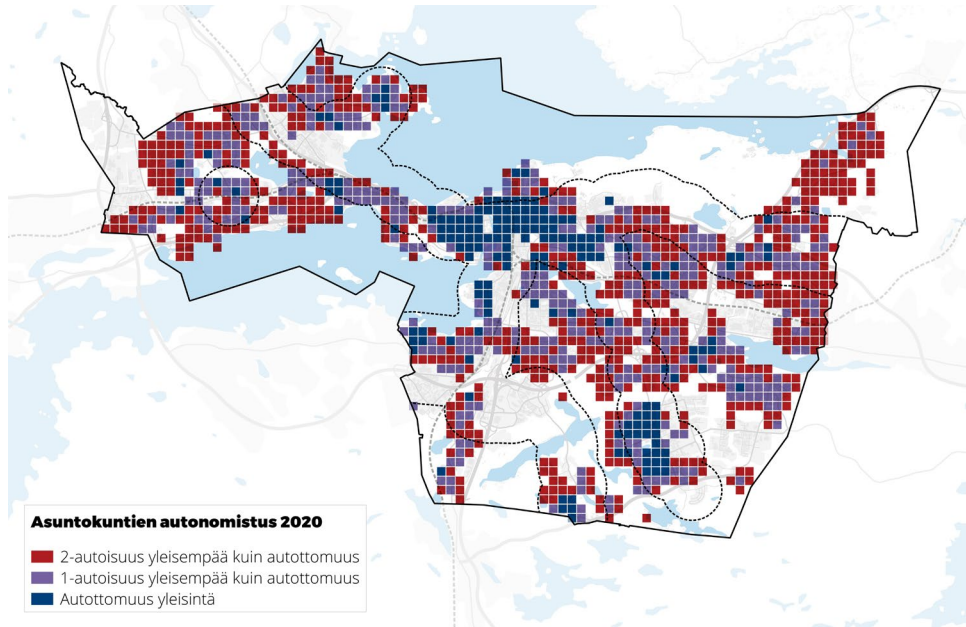 Asuntokuntien autonomistus 2020
2-autoisuus yleisempää kuin autottomuus
1-autoisuus yleisempää kuin autottomuus
Autottomuus yleisintä